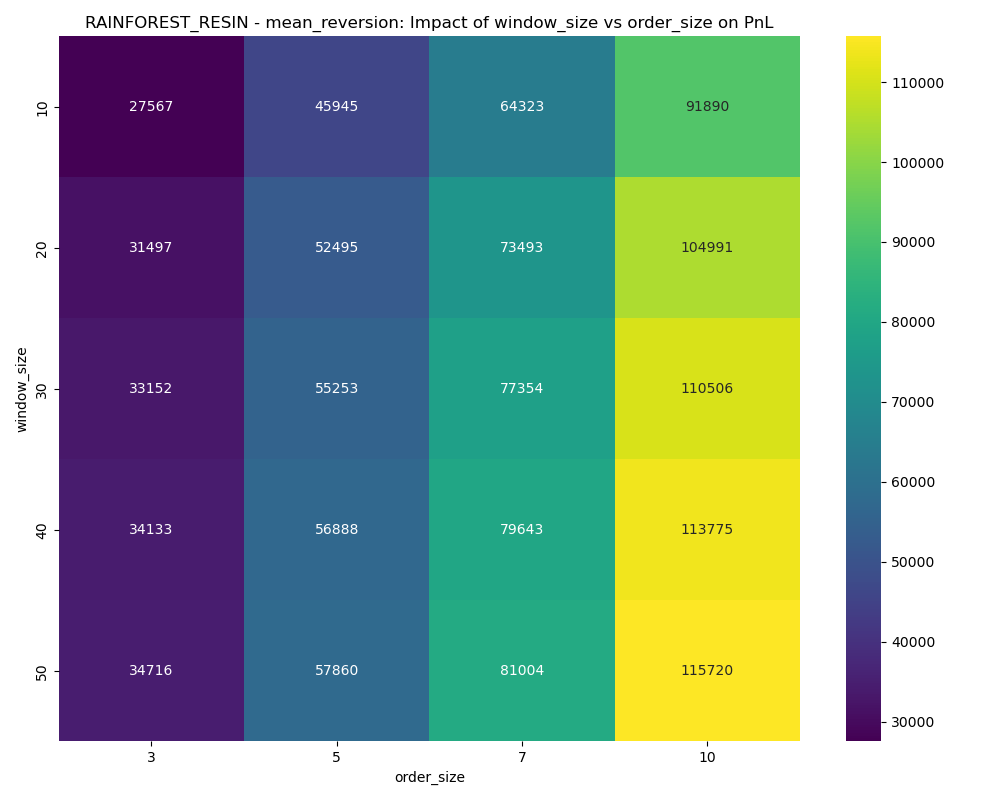 RAINFOREST_RESIN - mean_reversion: Impact of window_size vs order_size on PnL
window_size
10 27567 45945 64323 91890
20 31497 52495 73493 104991
30 33152 55253 77354 110506
40 34133 56888 79643 113775
50 34716 57860 81004 115720
3 5 7 10
order_size
110000
100000
90000
80000
70000
60000
50000
40000
30000